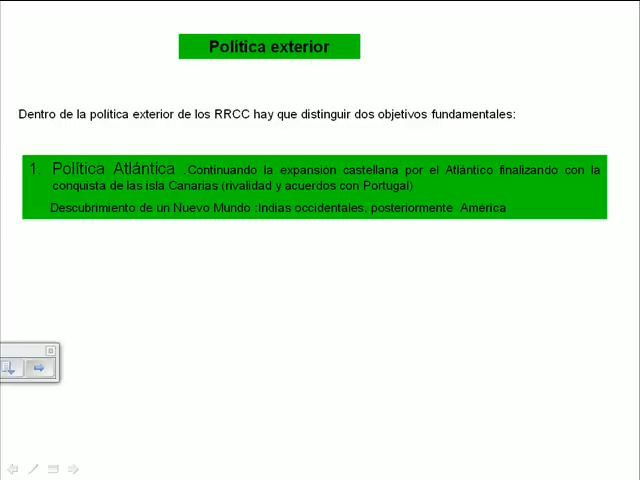 Política exterior
Dentro de la política exterior de los RRCC hay que distinguir dos objetivos fundamentales:
1. Política Atlántica .Continuando la expansión castellana por el Atlántico finalizando con la
conquista de las isla Canarias (rivalidad y acuerdos con Portugal)
Descubrimiento de un Nuevo Mundo :Indias occidentales, posteriormente América